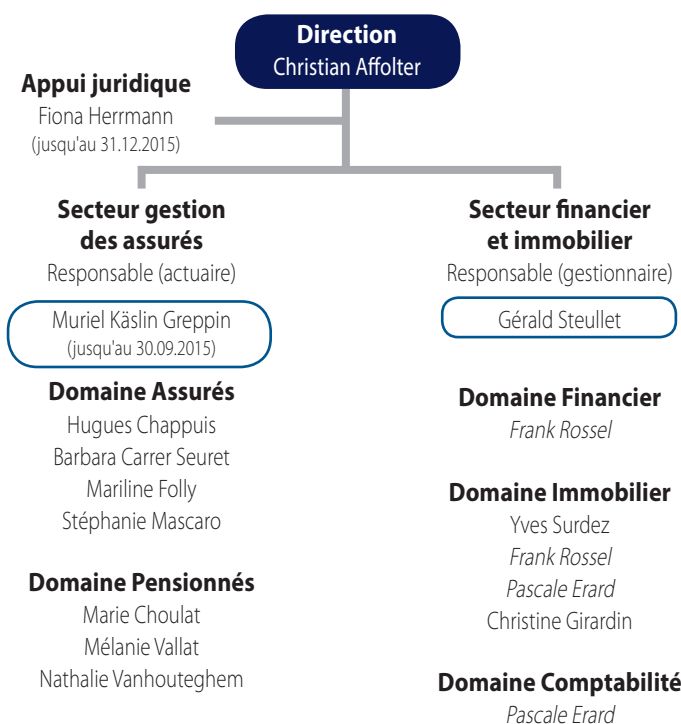 Direction
Christian Affolter
Appui juridique
Fiona Herrmann
(jusqu'au 31.12.2015)
Secteur gestion
des assurés
Responsable (actuaire)
Muriel Käslin Greppin
(jusqu'au 30.09.2015)
Domaine Assurés
Hugues Chappuis
Barbara Carrer Seuret
Mariline Folly
Stéphanie Mascaro
Domaine Pensionnés
Marie Choulat
Mélanie Vallat
Nathalie Vanhouteghem
Secteur financier
et immobilier
Responsable (gestionnaire)
Gérald Steullet
Domaine Financier
Frank Rossel
Domaine Immobilier
Yves Surdez
Frank Rossel
Pascale Erard
Christine Girardin
Domaine Comptabilité
Pascale Erard